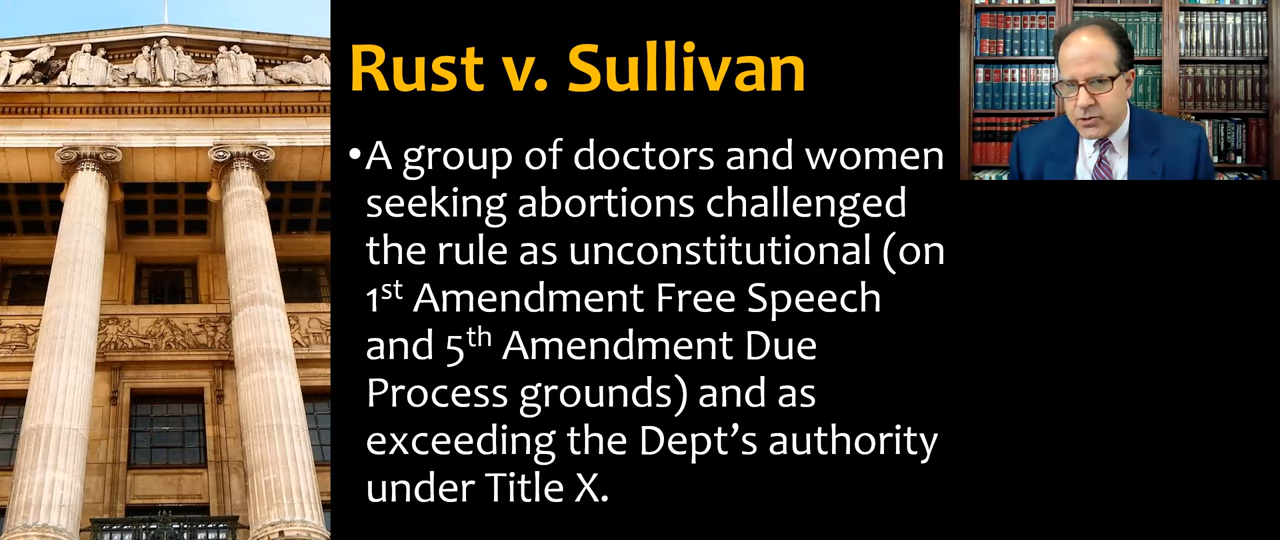 Rust v. Sullivan
•A group of doctors and women
seeking abortions challenged
the rule as unconstitutional (on
1st Amendment Free Speech
and 5th Amendment Due
Process grounds) and as
exceeding the Dept’s authority
under Title X.